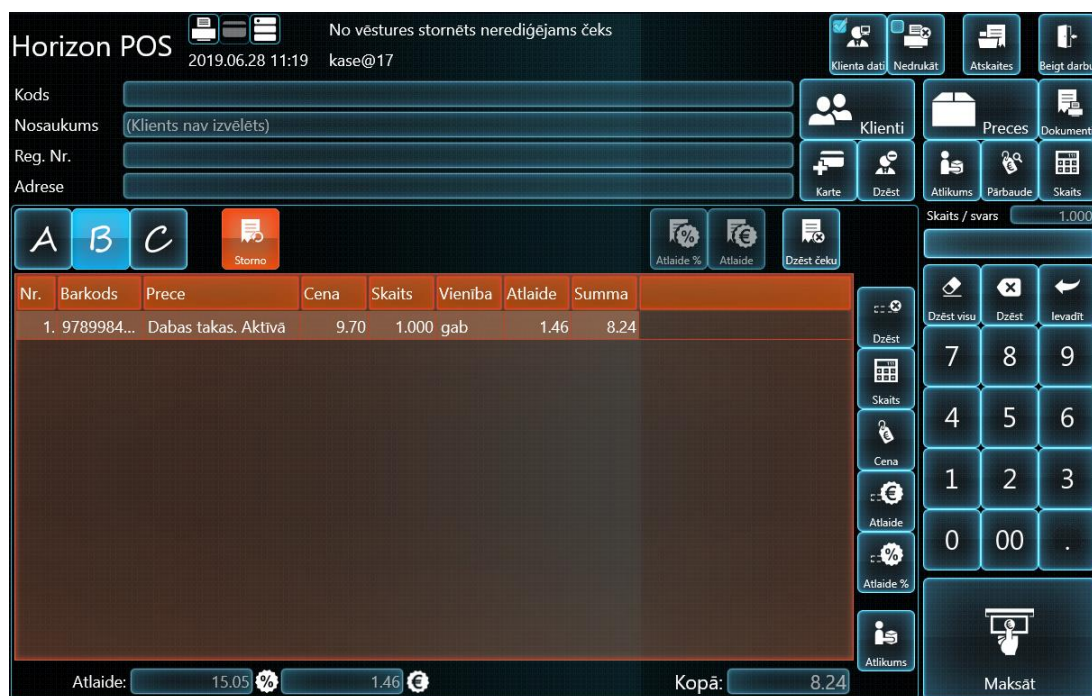 Horizon POS
No vēstures stornēts nerediģējams čeks
2019.06.28 11:19 kase@17
Klienta dati Nedrukāt Atskaites Beigt darbu
Kods
Nosaukums (Klients nav izvēlēts)
Reg. Nr.
Adrese
Klienti Preces Dokument
Karte Dzēst Atlikums Pārbaude Skaits
A B C Storno Atlaide % Atlaide Dzēst čeku
Skaits / svars 1.000
Nr. Barkods Prece Cena Skaits Vienība Atlaide Summa
1. 9789984... Dabas takas. Aktīvā 9.70 1.000 gab 1.46 8.24
Dzēst
Skaits
Cena
Atlaide
Atlaide %
Atlikums
Dzēst visu Dzēst Ievadīt
7 8 9
4 5 6
1 2 3
0 00 .
Maksāt
Atlaide: 15.05 % 1.46 € Kopā: 8.24